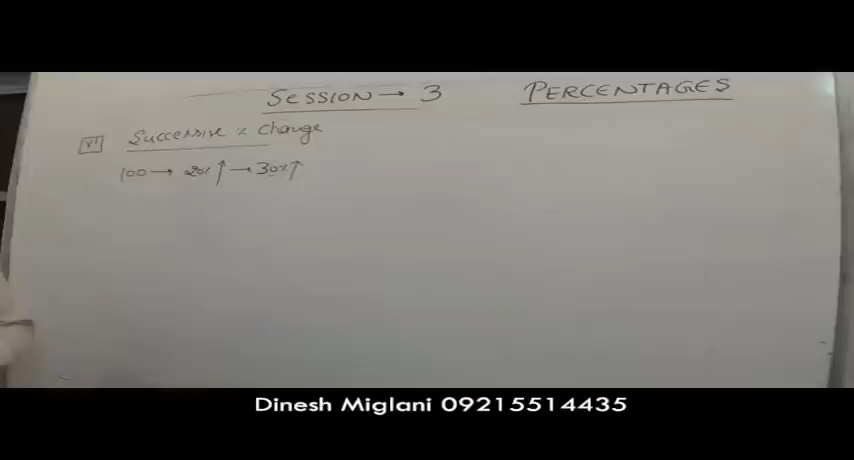 SESSION → 3 PERCENTAGES
VI Successive % change
100 → 20% ↑ → 30% ↑
Dinesh Miglani 09215514435